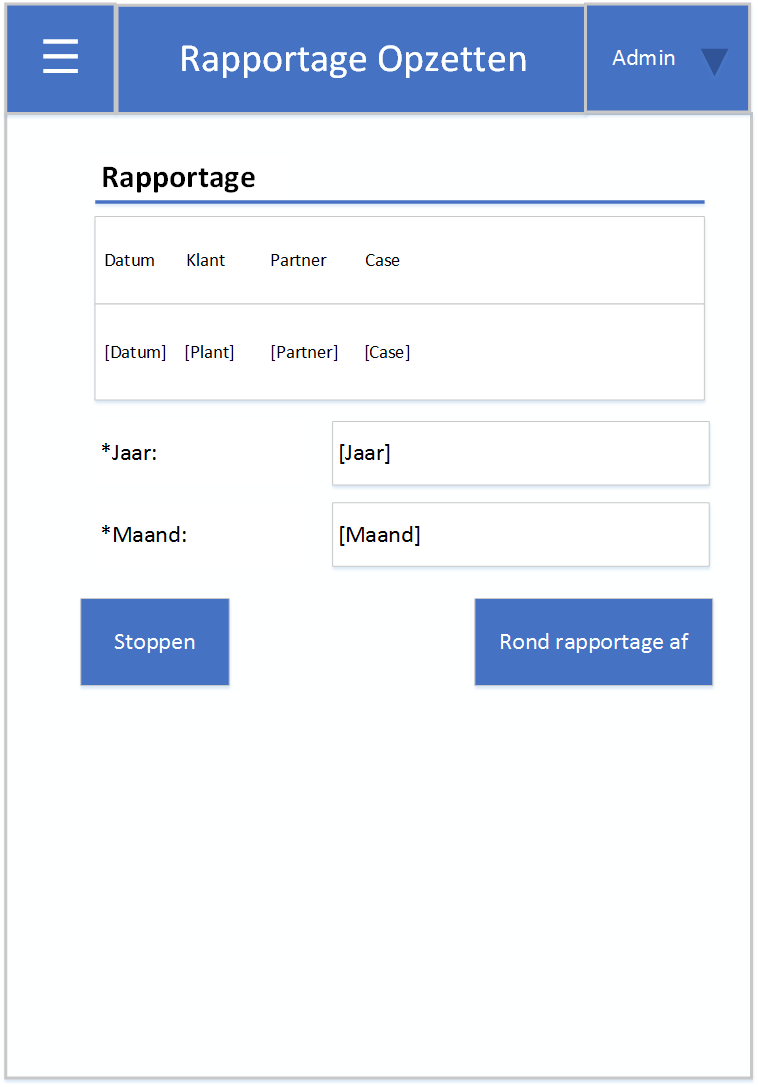 ☰ Rapportage Opzetten Admin ▼
Rapportage
Datum Klant Partner Case
[Datum] [Plant] [Partner] [Case]
*Jaar: [Jaar]
*Maand: [Maand]
Stoppen Rond rapportage af